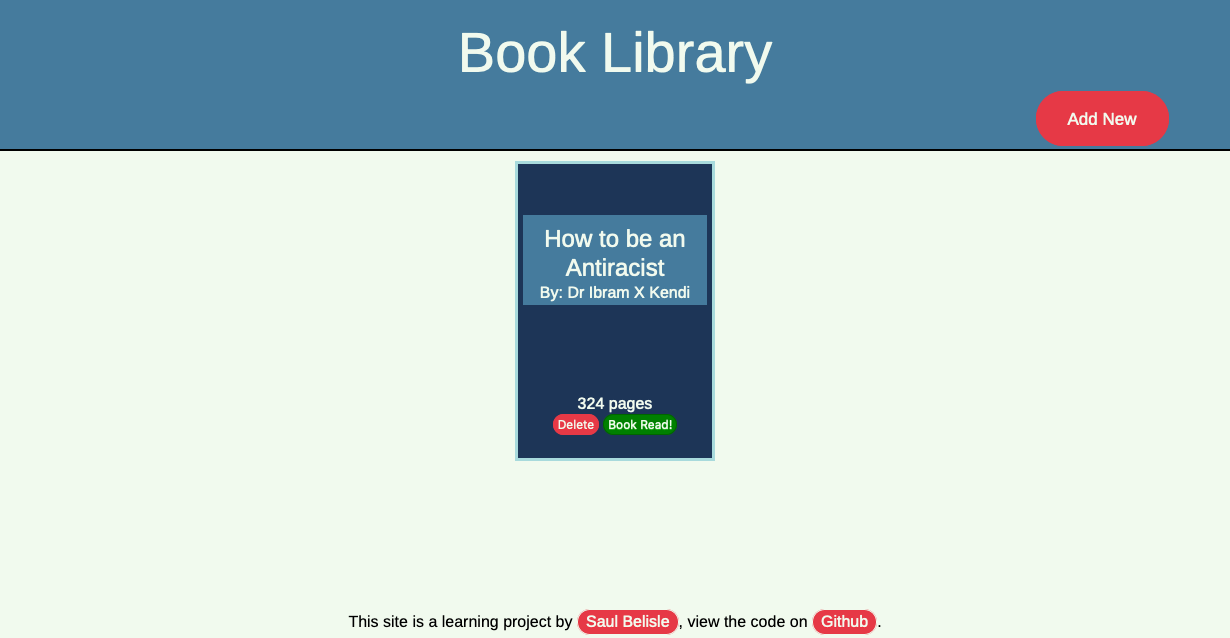 Book Library
Add New
How to be an
Antiracist
By: Dr Ibram X Kendi
324 pages
Delete Book Read!
This site is a learning project by Saul Belisle, view the code on Github.